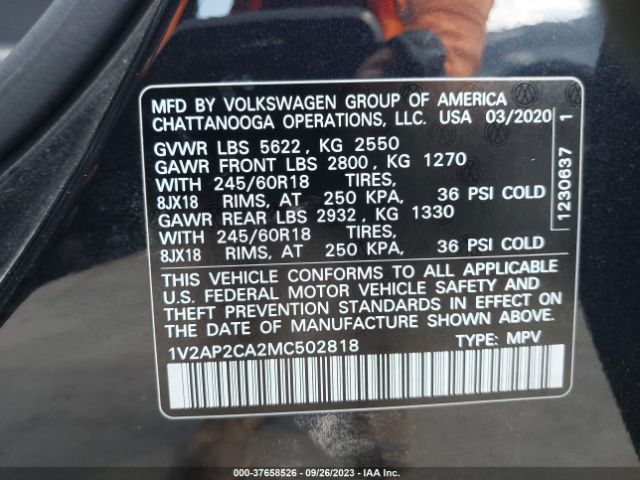 MFD BY VOLKSWAGEN GROUP OF AMERICA
CHATTANOOGA OPERATIONS, LLC. USA 03/2020
GVWR LBS 5622, KG 2550
GAWR FRONT LBS 2800, KG 1270
WITH 245/60R18 TIRES,
8JX18 RIMS, AT 250 KPA, 36 PSI COLD
GAWR REAR LBS 2932, KG 1330
WITH 245/60R18 TIRES,
8JX18 RIMS, AT 250 KPA, 36 PSI COLD
THIS VEHICLE CONFORMS TO ALL APPLICABLE
U.S. FEDERAL MOTOR VEHICLE SAFETY AND
THEFT PREVENTION STANDARDS IN EFFECT ON
THE DATE OF MANUFACTURE SHOWN ABOVE.
1V2AP2CA2MC502818 TYPE: MPV
1230637 1
000-37658526 - 09/26/2023 - IAA Inc.